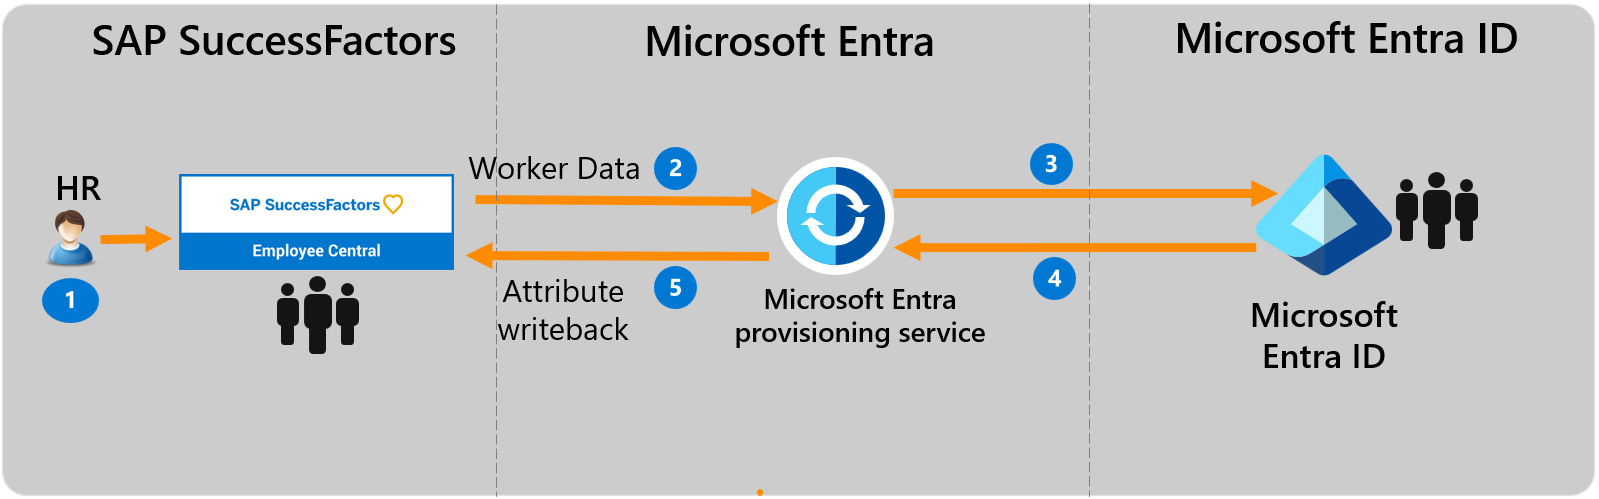 SAP SuccessFactors
Microsoft Entra
Microsoft Entra ID
HR
1
SAP SuccessFactors
Employee Central
Worker Data
2
3
4
5
Attribute
writeback
Microsoft Entra
provisioning service
Microsoft
Entra ID